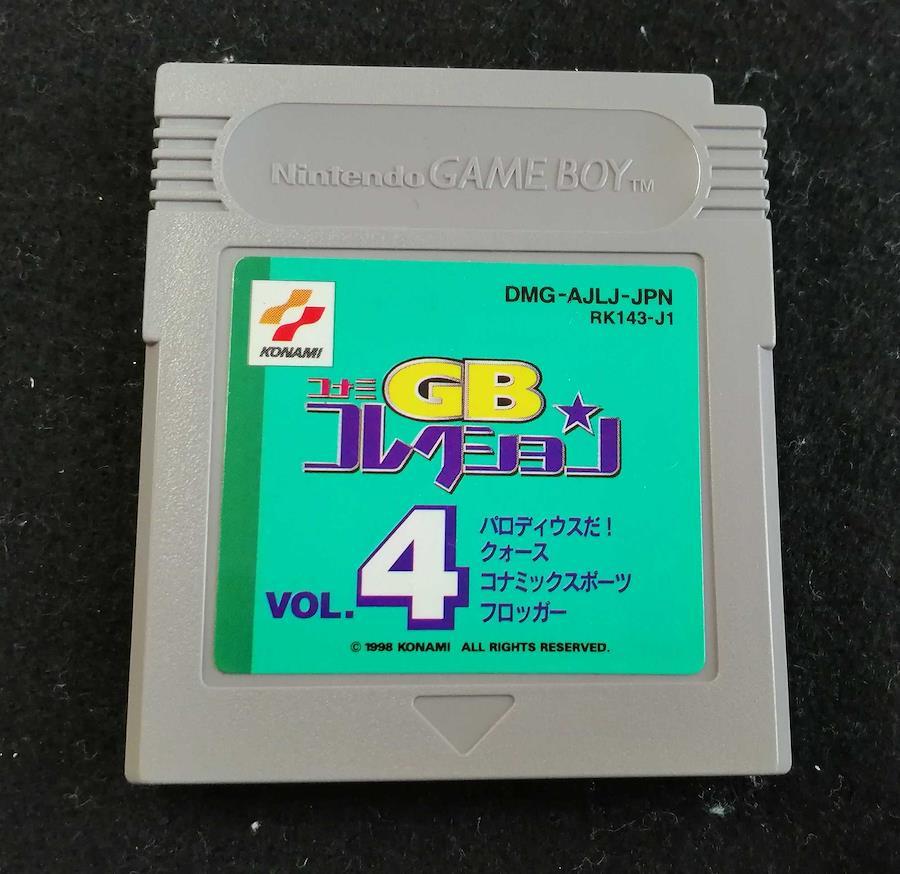 Nintendo GAME BOY TM
DMG-AJLJ-JPN
RK143-J1
KONAMI
コナミ GB
コレクション
VOL. 4
パロディウスだ!
クォース
コナミックスポーツ
フロッガー
© 1998 KONAMI ALL RIGHTS RESERVED.